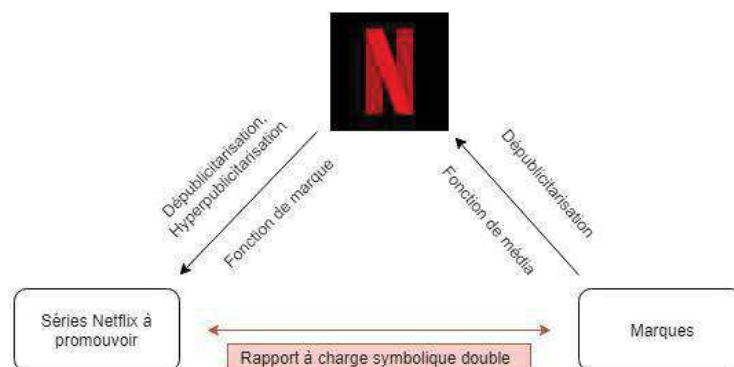 N
Dépublicitarisation,
Hyperpublicitarisation
Fonction de marque
Dépublicitarisation
Fonction de média
Séries Netflix à
promouvoir
Marques
Rapport à charge symbolique double